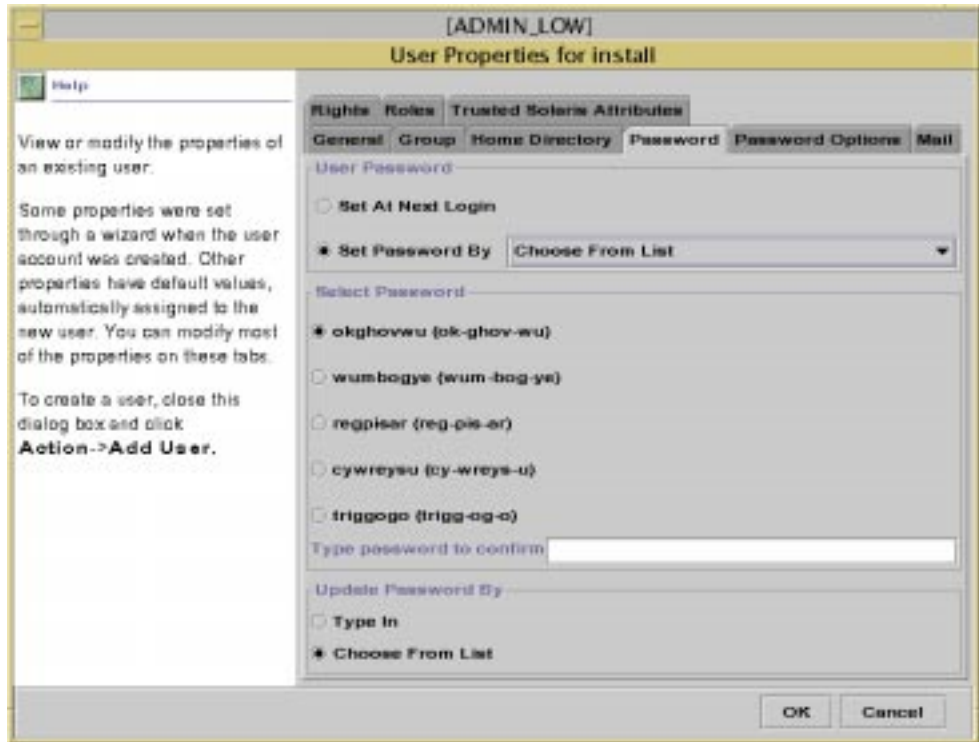 [ADMIN_LOW]
User Properties for install
Help
View or modify the properties of
an existing user.
Some properties were set
through a wizard when the user
account was created. Other
properties have default values,
automatically assigned to the
new user. You can modify most
of the properties on these tabs.
To create a user, close this
dialog box and click
Action->Add User.
Rights Roles Trusted Solaris Attributes
General Group Home Directory Password Password Options Mail
User Password
Set At Next Login
Set Password By Choose From List
Select Password
okghovwu (ok-ghov-wu)
wumbogye (wum-bog-ye)
regpisar (reg-pis-ar)
cywreysu (cy-wreys-u)
triggogo (trigg-og-o)
Type password to confirm
Update Password By
Type In
Choose From List
OK Cancel